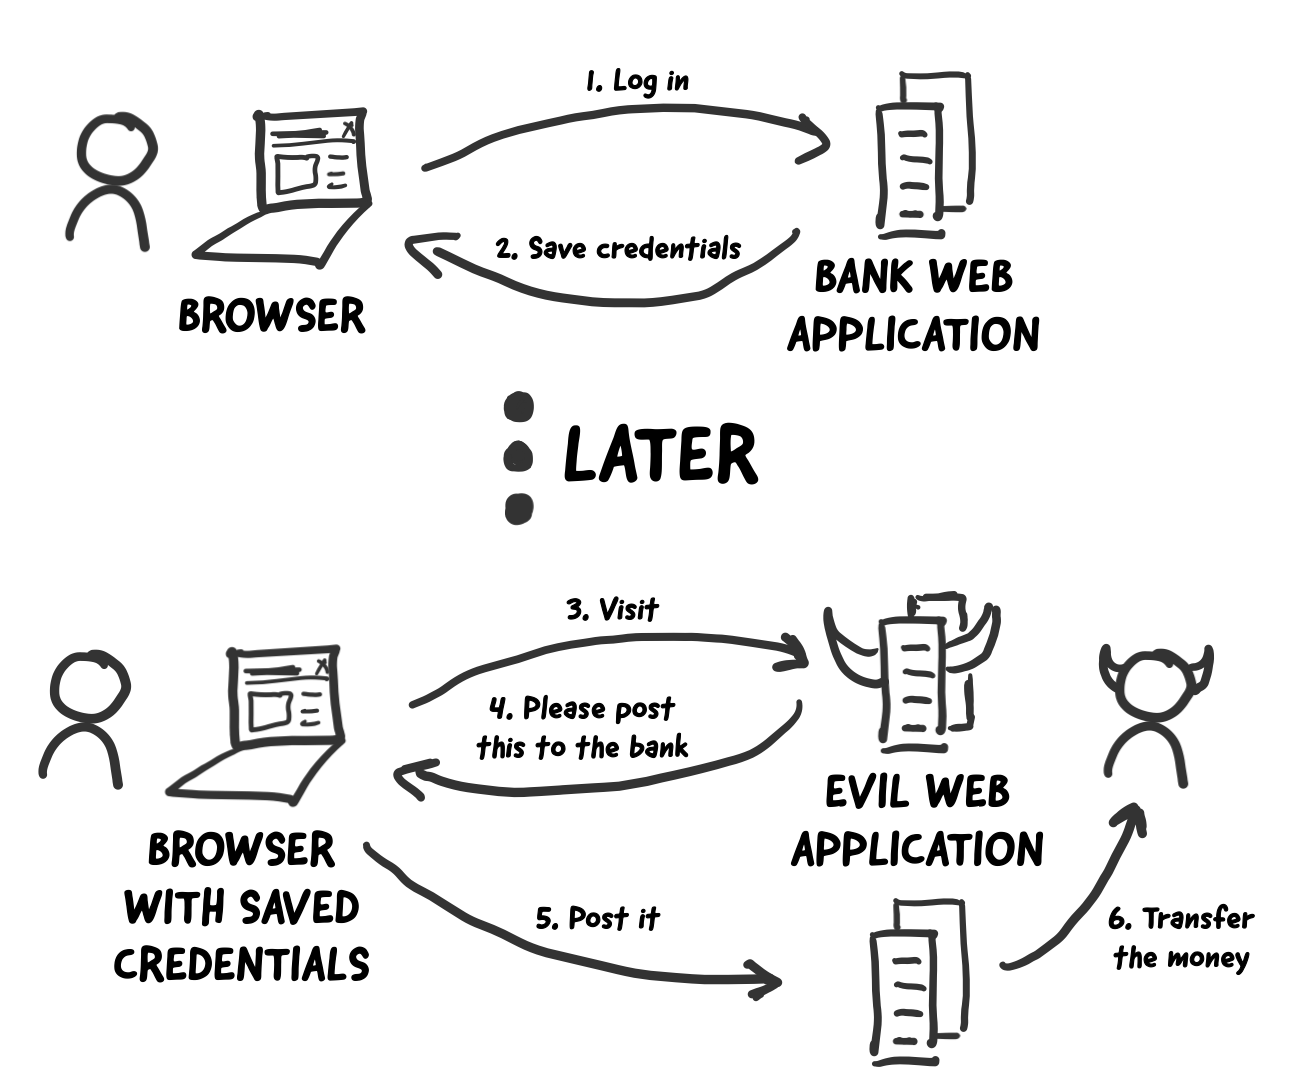 1. Log in
2. Save credentials
BROWSER
BANK WEB
APPLICATION
LATER
3. Visit
4. Please post
this to the bank
EVIL WEB
APPLICATION
BROWSER
WITH SAVED
CREDENTIALS
5. Post it
6. Transfer
the money